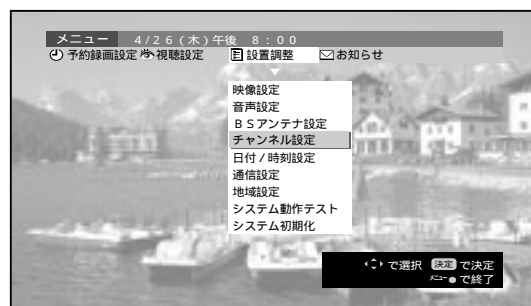 メニュー 4/26(木)午後 8:00
予約録画設定 視聴設定 設置調整 お知らせ
映像設定
音声設定
BSアンテナ設定
チャンネル設定
日付/時刻設定
通信設定
地域設定
システム動作テスト
システム初期化
で選択 決定 で決定
メニュー で終了